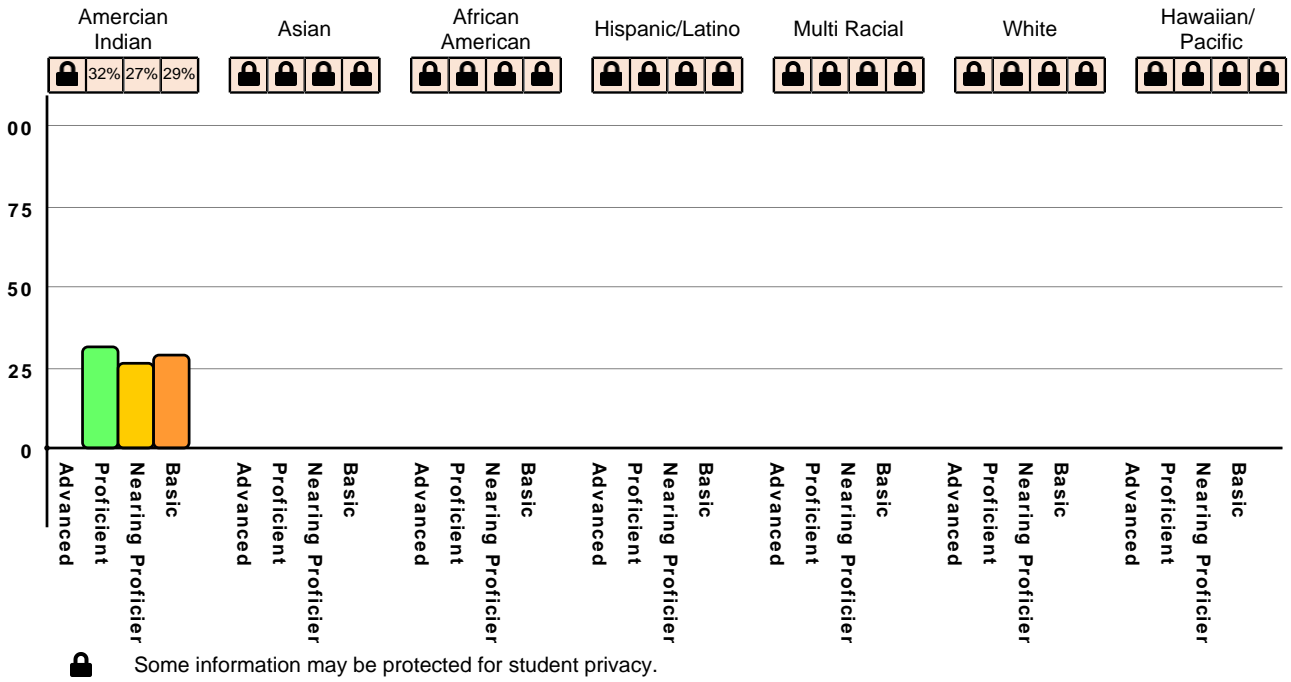 Amercian
Indian
Asian
African
American
Hispanic/Latino
Multi Racial
White
Hawaiian/
Pacific
32% 27% 29%
00
75
50
25
0
Advanced
Proficient
Nearing Proficier
Basic
Advanced
Proficient
Nearing Proficier
Basic
Advanced
Proficient
Nearing Proficier
Basic
Advanced
Proficient
Nearing Proficier
Basic
Advanced
Proficient
Nearing Proficier
Basic
Advanced
Proficient
Nearing Proficier
Basic
Advanced
Proficient
Nearing Proficier
Basic
Some information may be protected for student privacy.